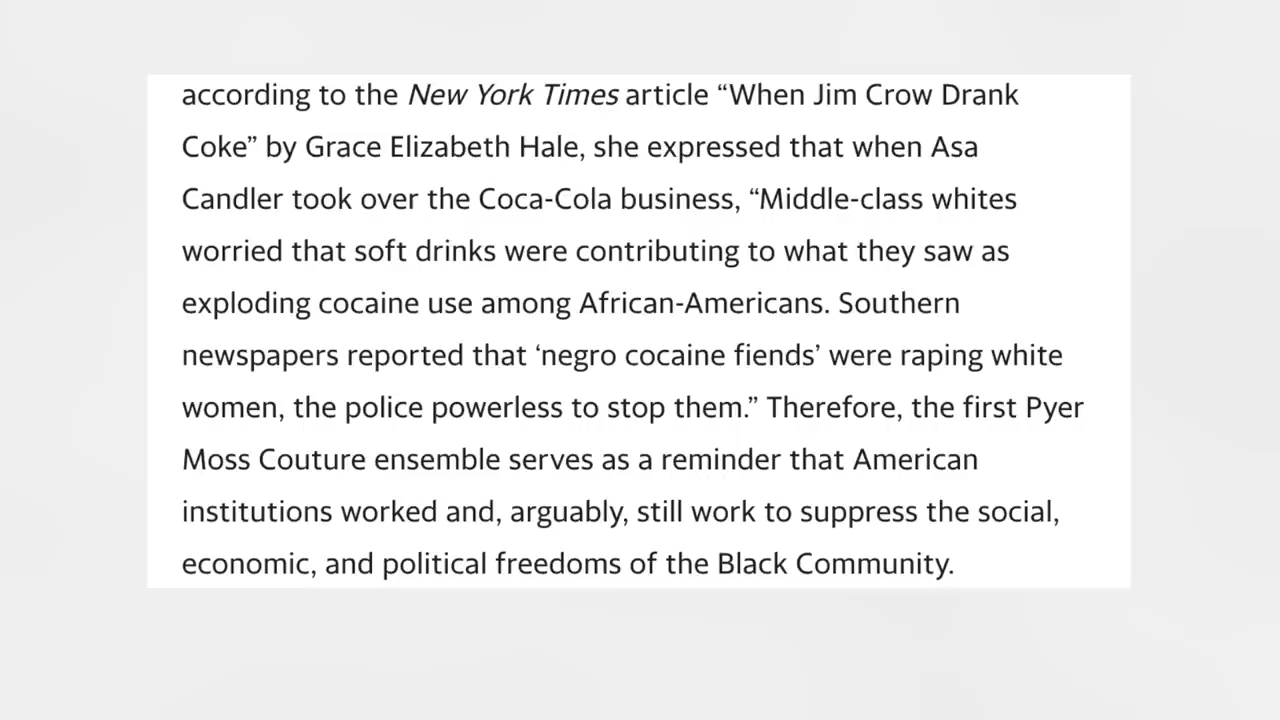 according to the New York Times article “When Jim Crow Drank
Coke” by Grace Elizabeth Hale, she expressed that when Asa
Candler took over the Coca-Cola business, “Middle-class whites
worried that soft drinks were contributing to what they saw as
exploding cocaine use among African-Americans. Southern
newspapers reported that ‘negro cocaine fiends’ were raping white
women, the police powerless to stop them.” Therefore, the first Pyer
Moss Couture ensemble serves as a reminder that American
institutions worked and, arguably, still work to suppress the social,
economic, and political freedoms of the Black Community.